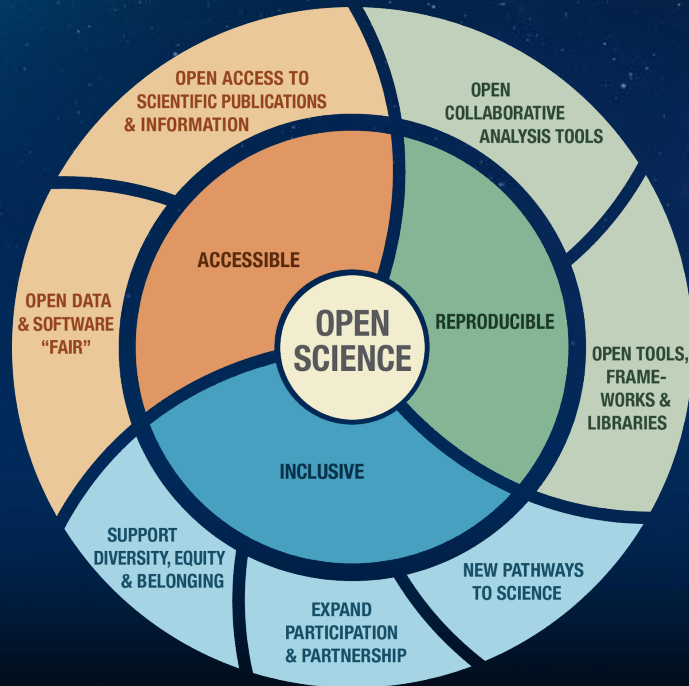 OPEN ACCESS TO
SCIENTIFIC PUBLICATIONS
& INFORMATION
OPEN
COLLABORATIVE
ANALYSIS TOOLS
ACCESSIBLE
OPEN DATA
& SOFTWARE
“FAIR”
OPEN
SCIENCE
REPRODUCIBLE
OPEN TOOLS,
FRAME-
WORKS &
LIBRARIES
INCLUSIVE
SUPPORT
DIVERSITY, EQUITY
& BELONGING
EXPAND
PARTICIPATION
& PARTNERSHIP
NEW PATHWAYS
TO SCIENCE